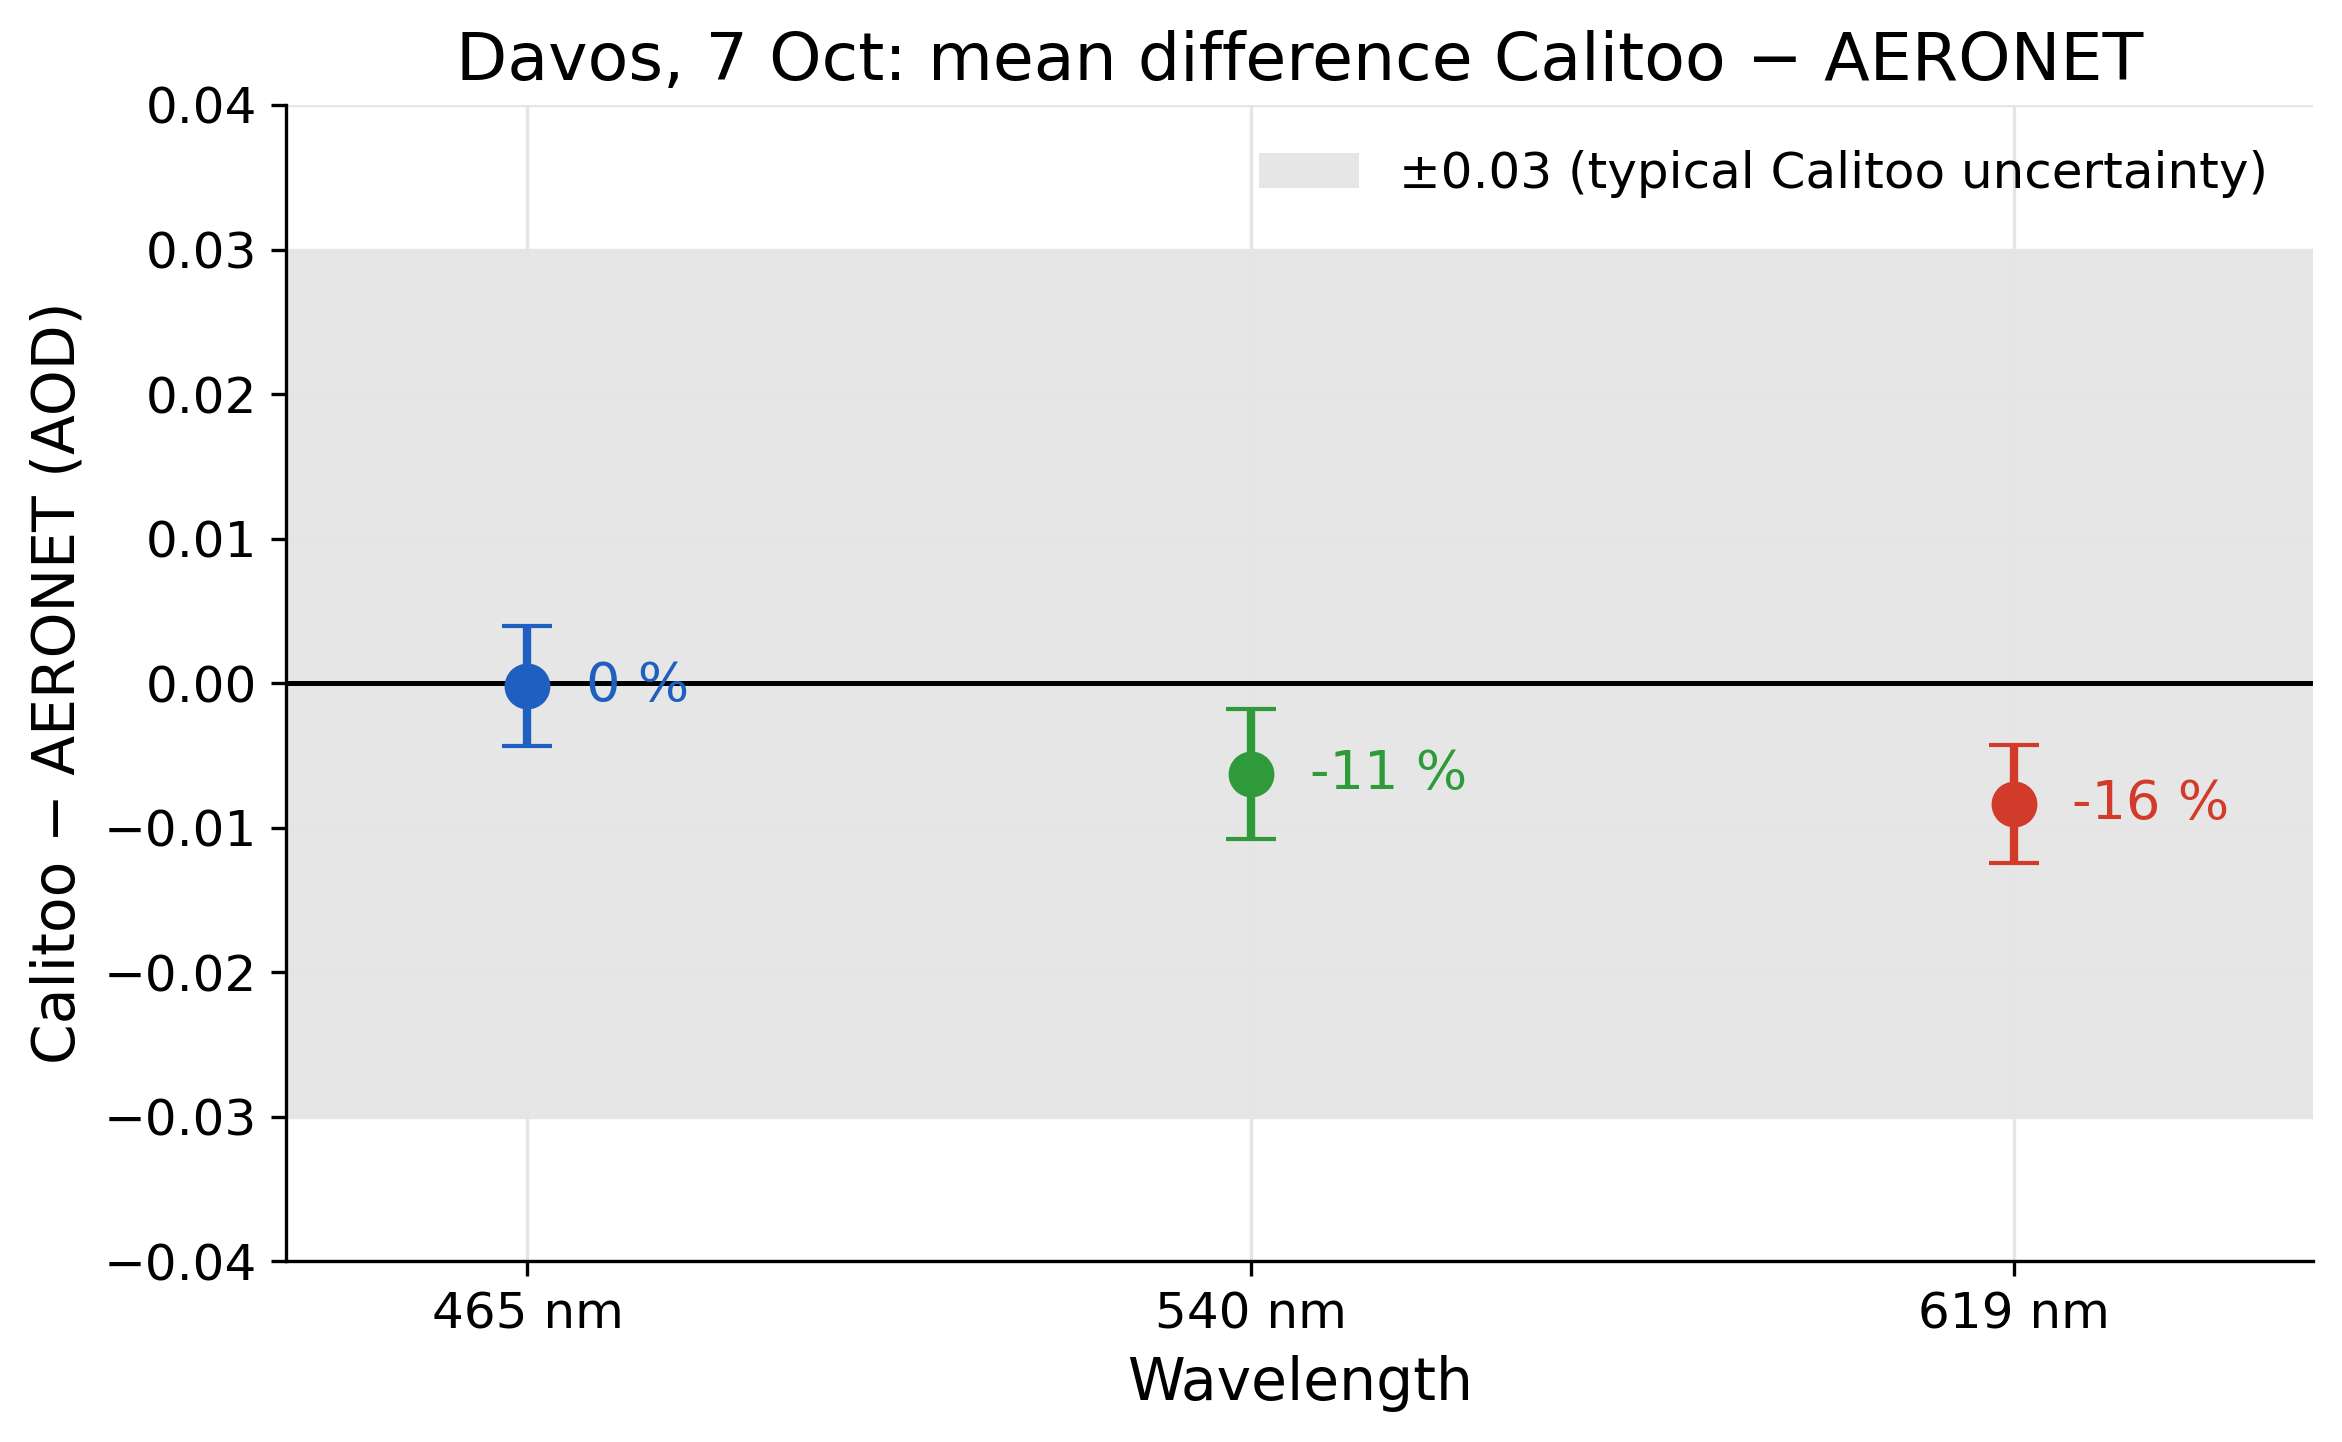 Davos, 7 Oct: mean difference Calitoo − AERONET
±0.03 (typical Calitoo uncertainty)
Calitoo − AERONET (AOD)
0.04
0.03
0.02
0.01
0.00
−0.01
−0.02
−0.03
−0.04
0 %
-11 %
-16 %
465 nm
540 nm
619 nm
Wavelength